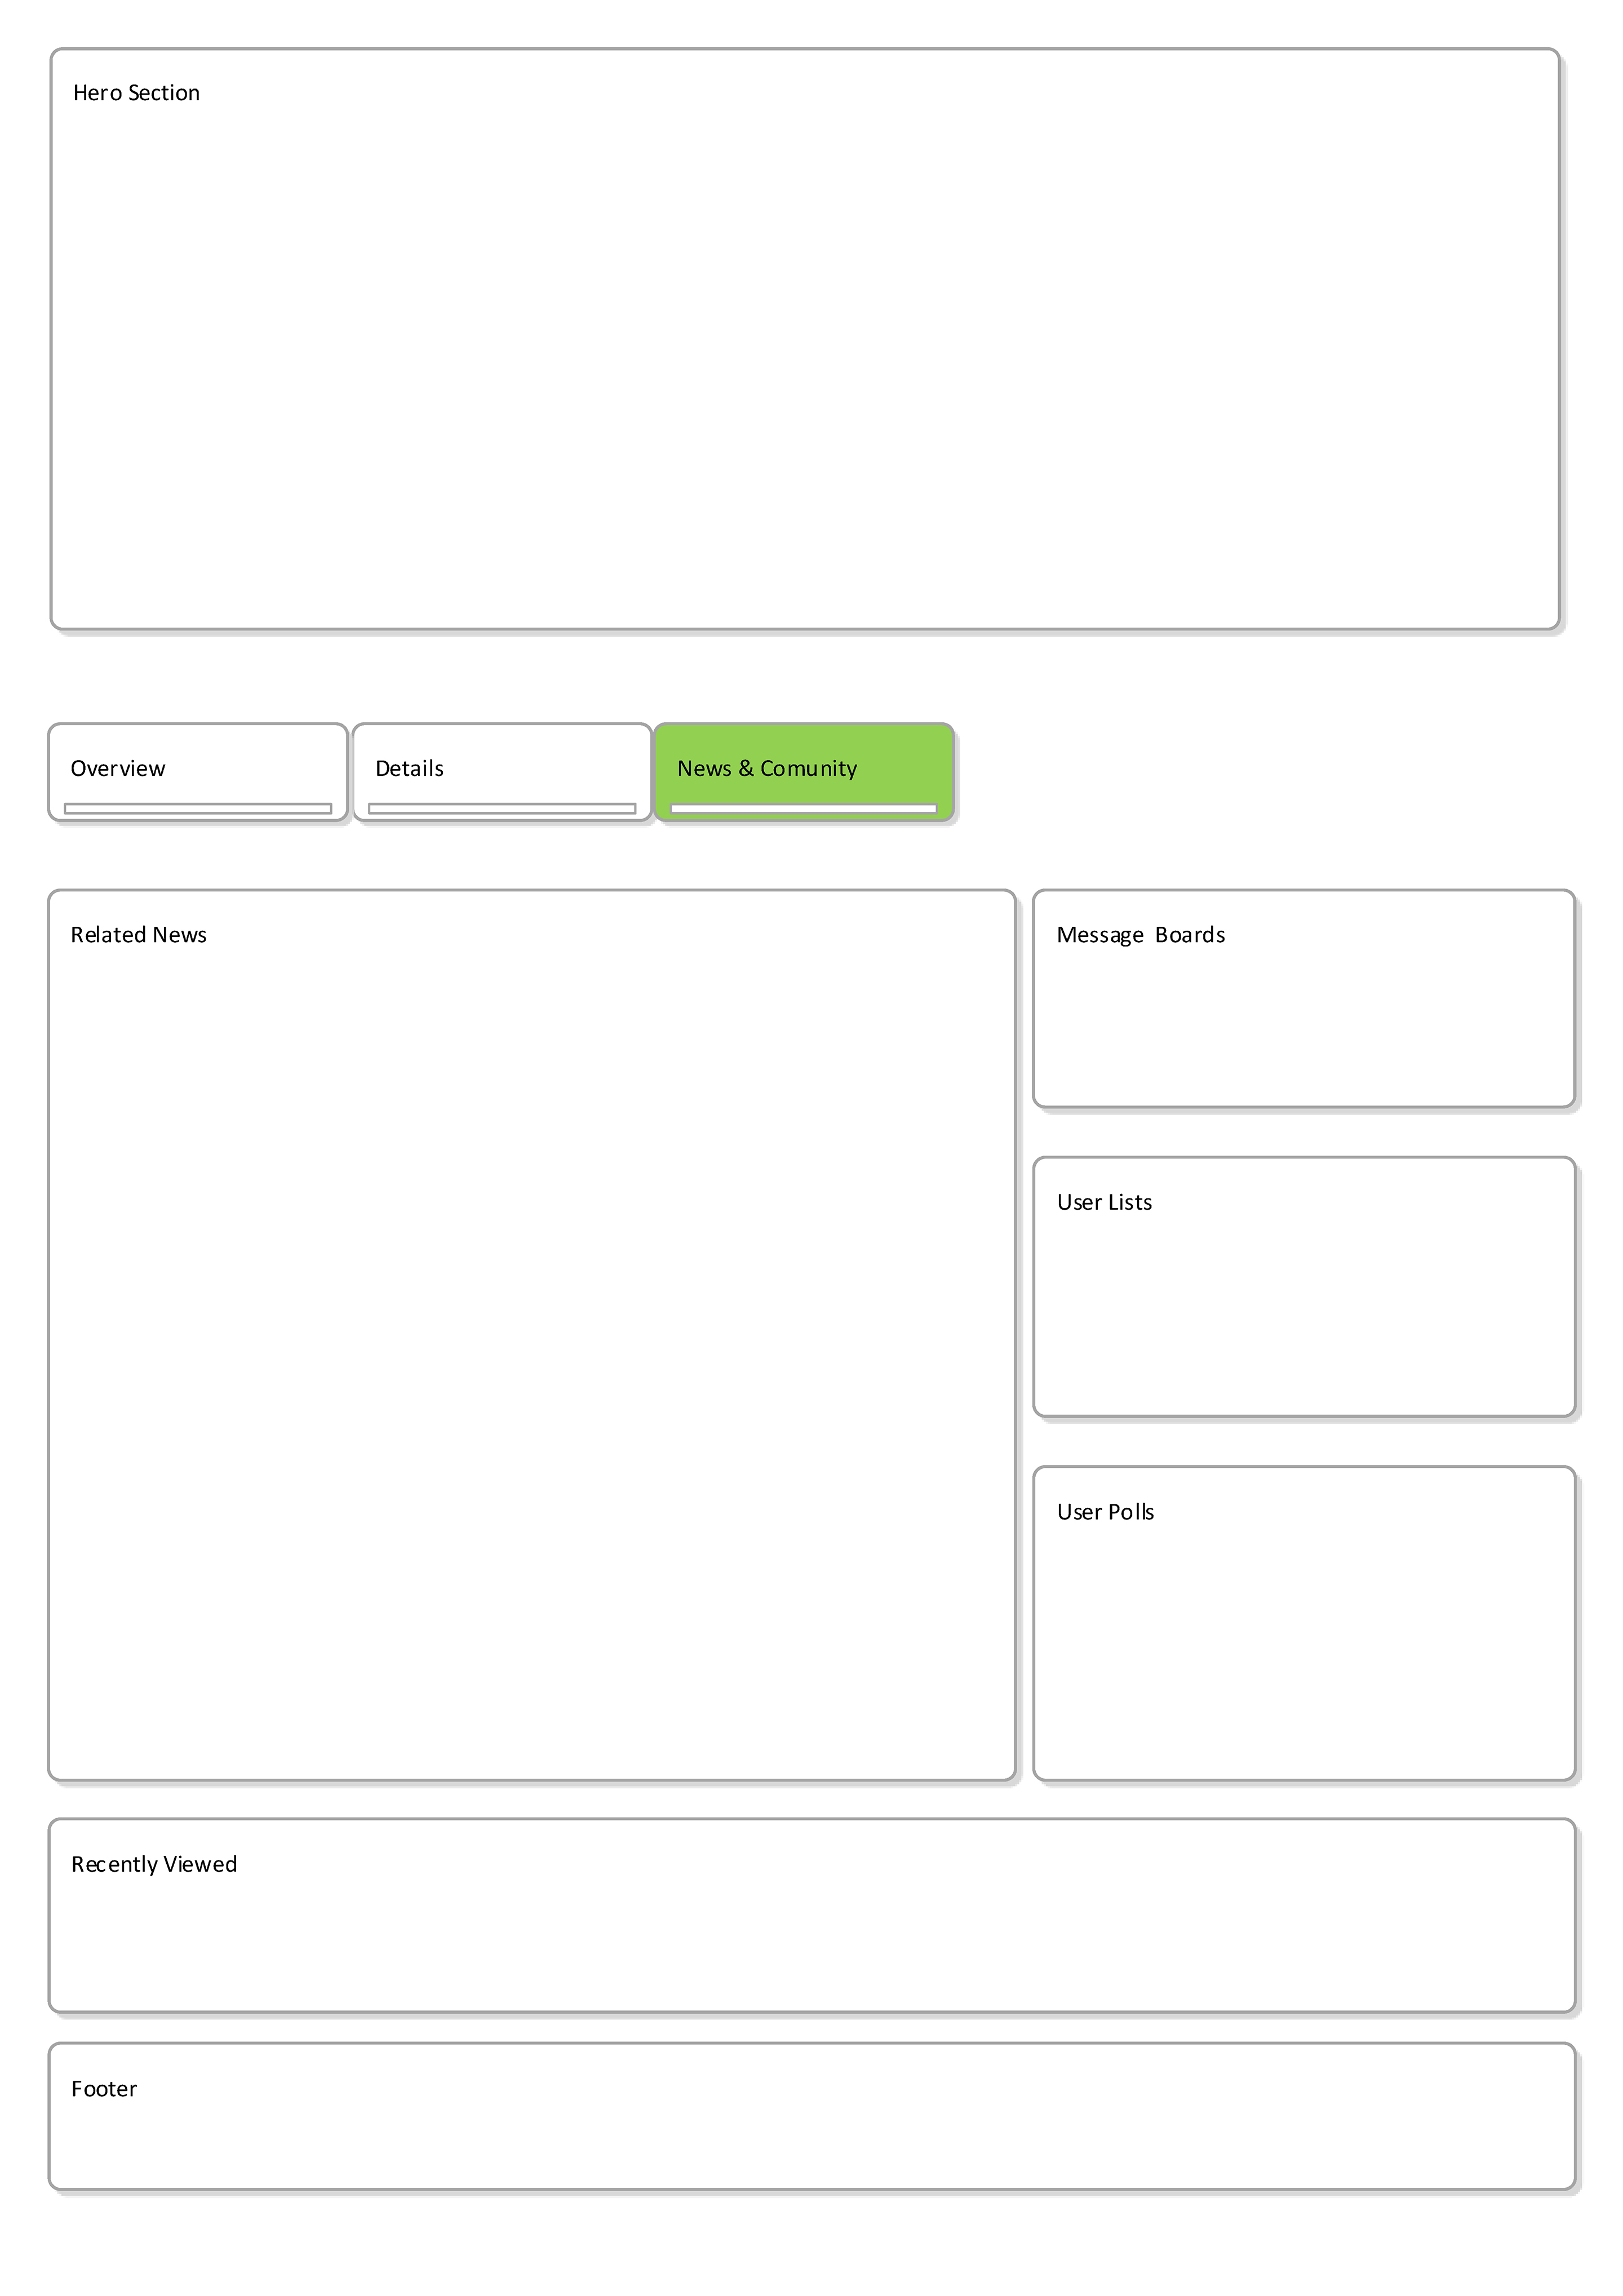 Hero Section
Overview
Details
News & Comunity
Related News
Message Boards
User Lists
User Polls
Recently Viewed
Footer